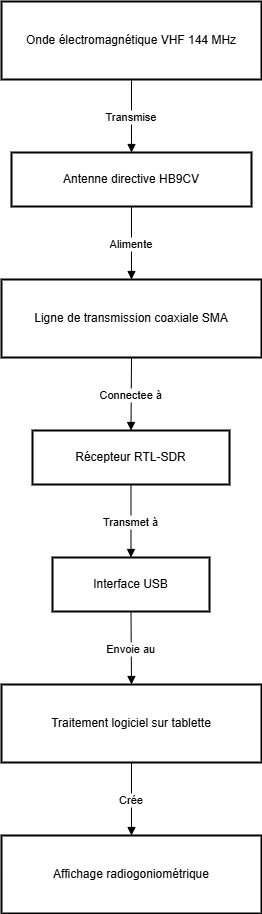 Onde électromagnétique VHF 144 MHz
Transmise
Antenne directive HB9CV
Alimente
Ligne de transmission coaxiale SMA
Connectee à
Récepteur RTL-SDR
Transmet à
Interface USB
Envoie au
Traitement logiciel sur tablette
Crée
Affichage radiogoniométrique